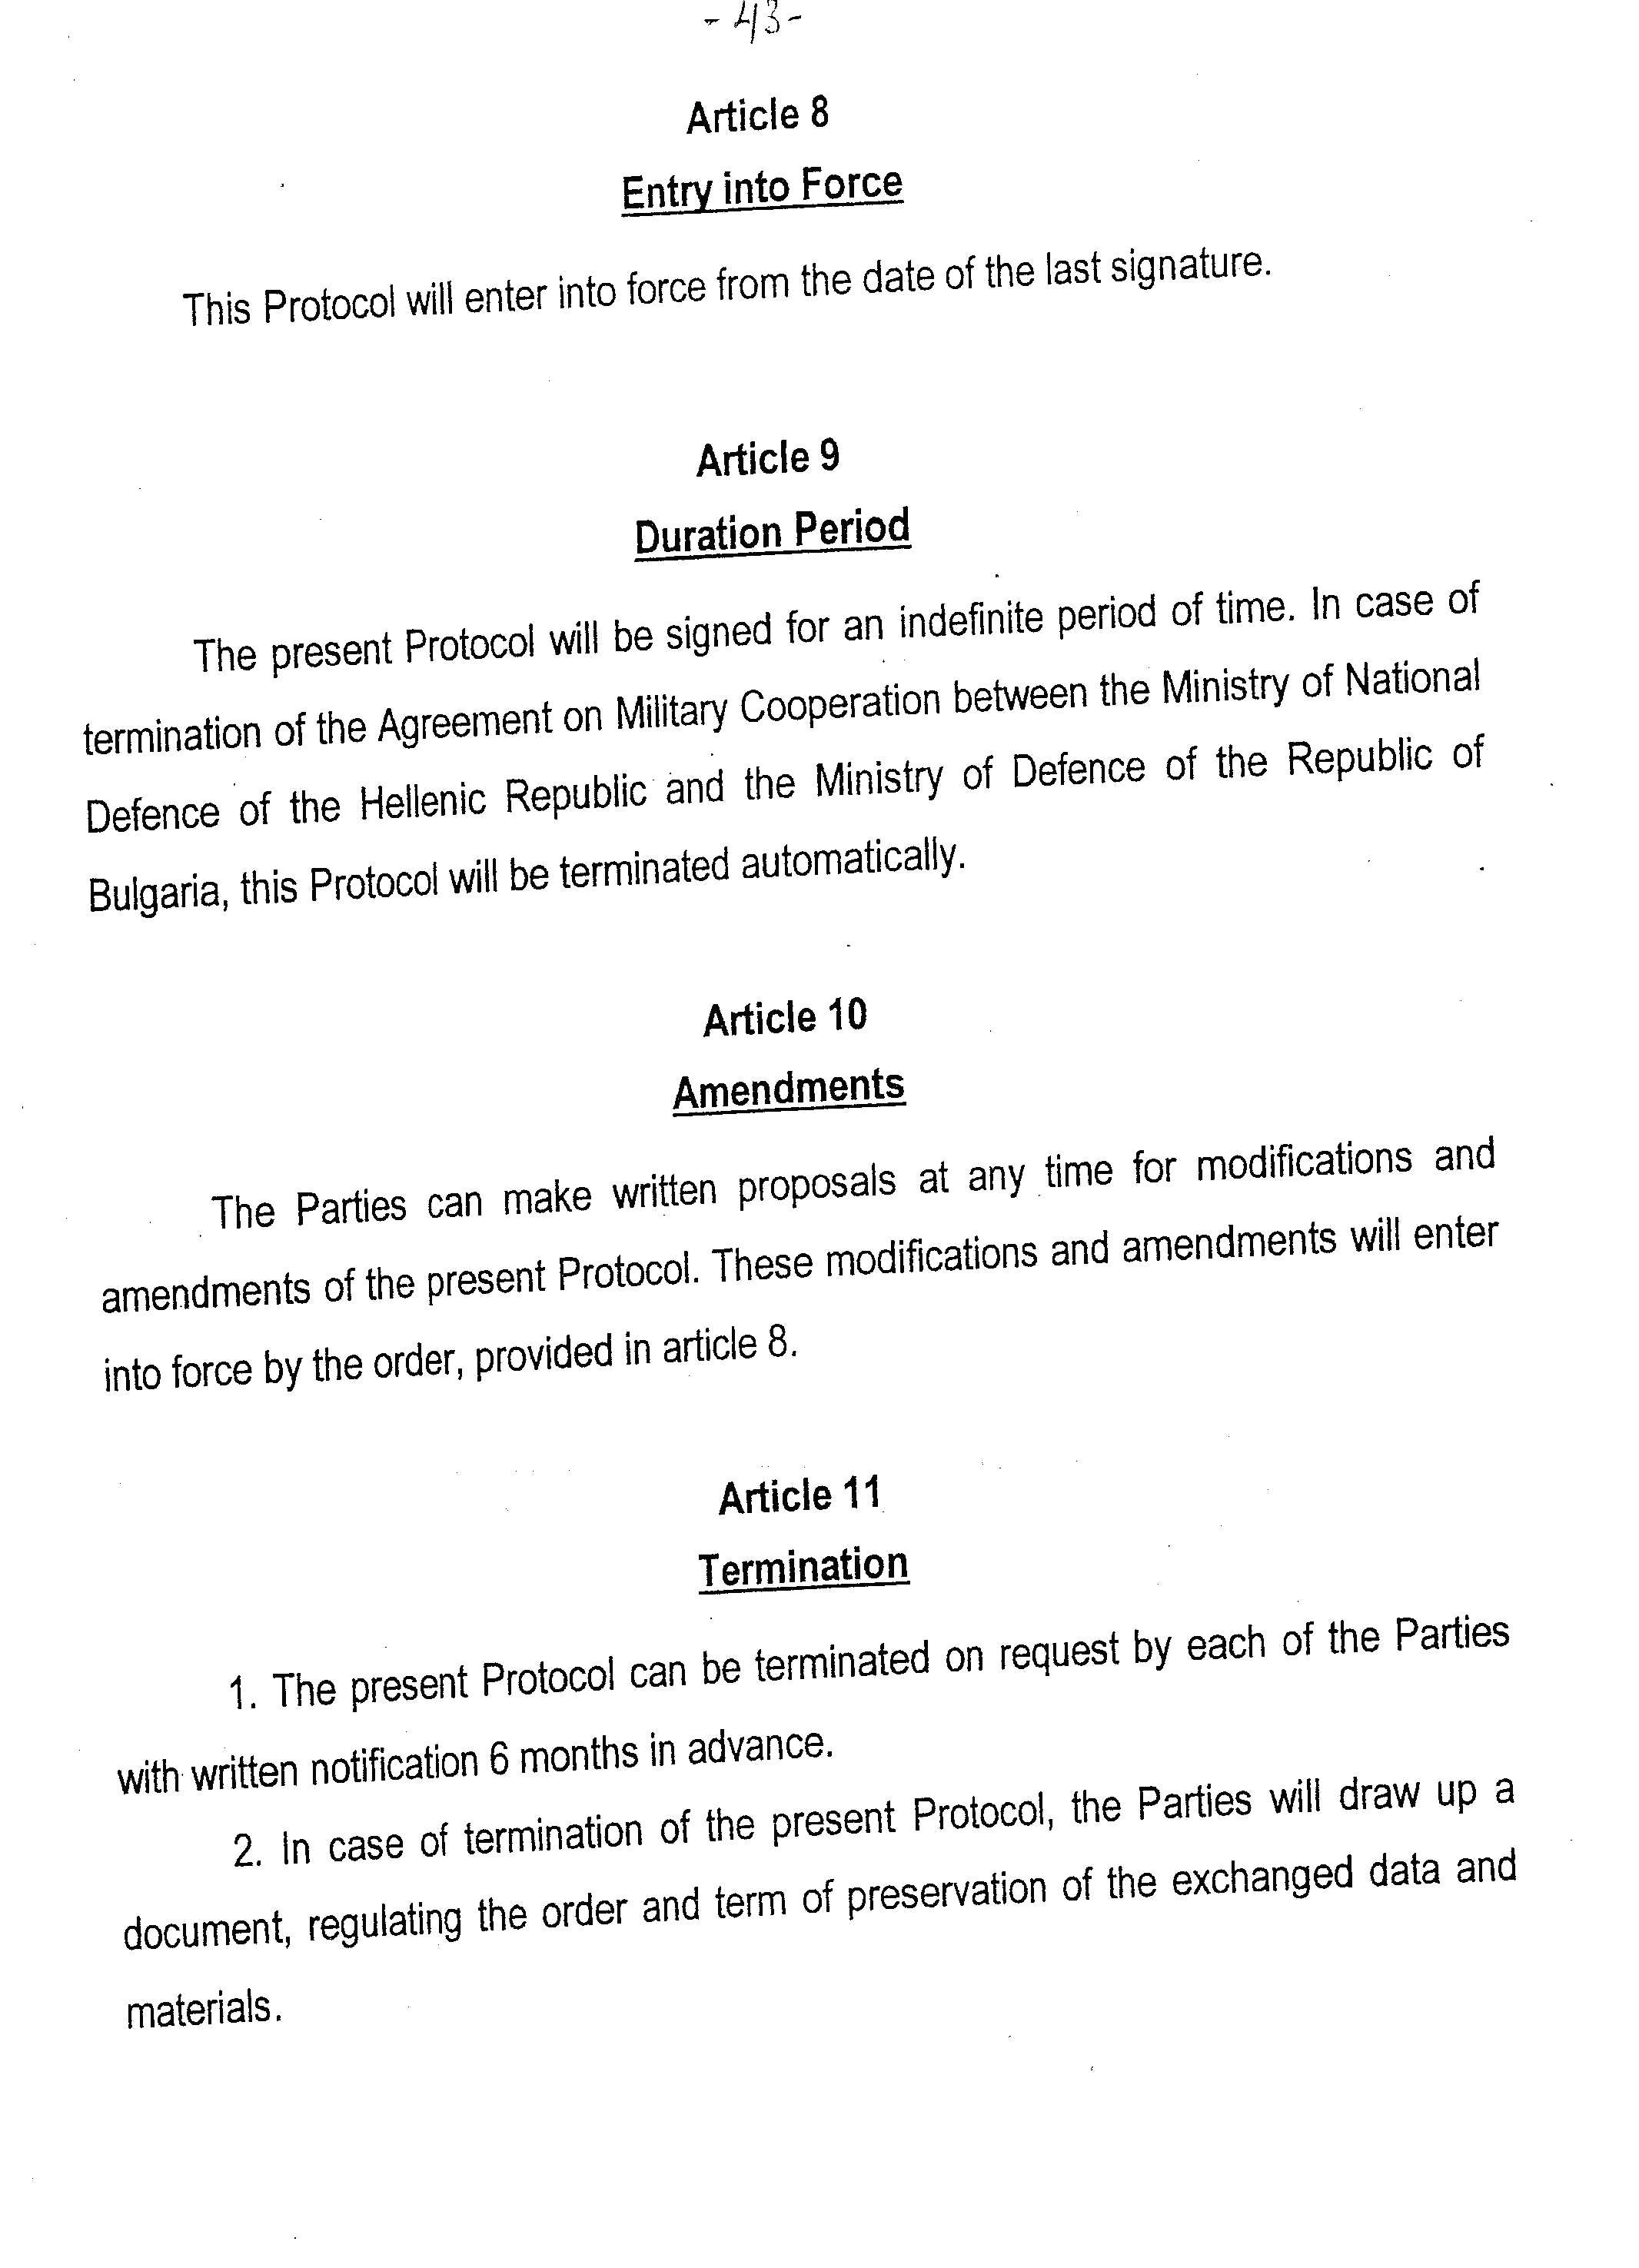 - 43 -
Article 8
Entry into Force
This Protocol will enter into force from the date of the last signature.
Article 9
Duration Period
The present Protocol will be signed for an indefinite period of time. In case of
termination of the Agreement on Military Cooperation between the Ministry of National
Defence of the Hellenic Republic and the Ministry of Defence of the Republic of
Bulgaria, this Protocol will be terminated automatically.
Article 10
Amendments
The Parties can make written proposals at any time for modifications and
amendments of the present Protocol. These modifications and amendments will enter
into force by the order, provided in article 8.
Article 11
Termination
1. The present Protocol can be terminated on request by each of the Parties
with written notification 6 months in advance.
2. In case of termination of the present Protocol, the Parties will draw up a
document, regulating the order and term of preservation of the exchanged data and
materials.